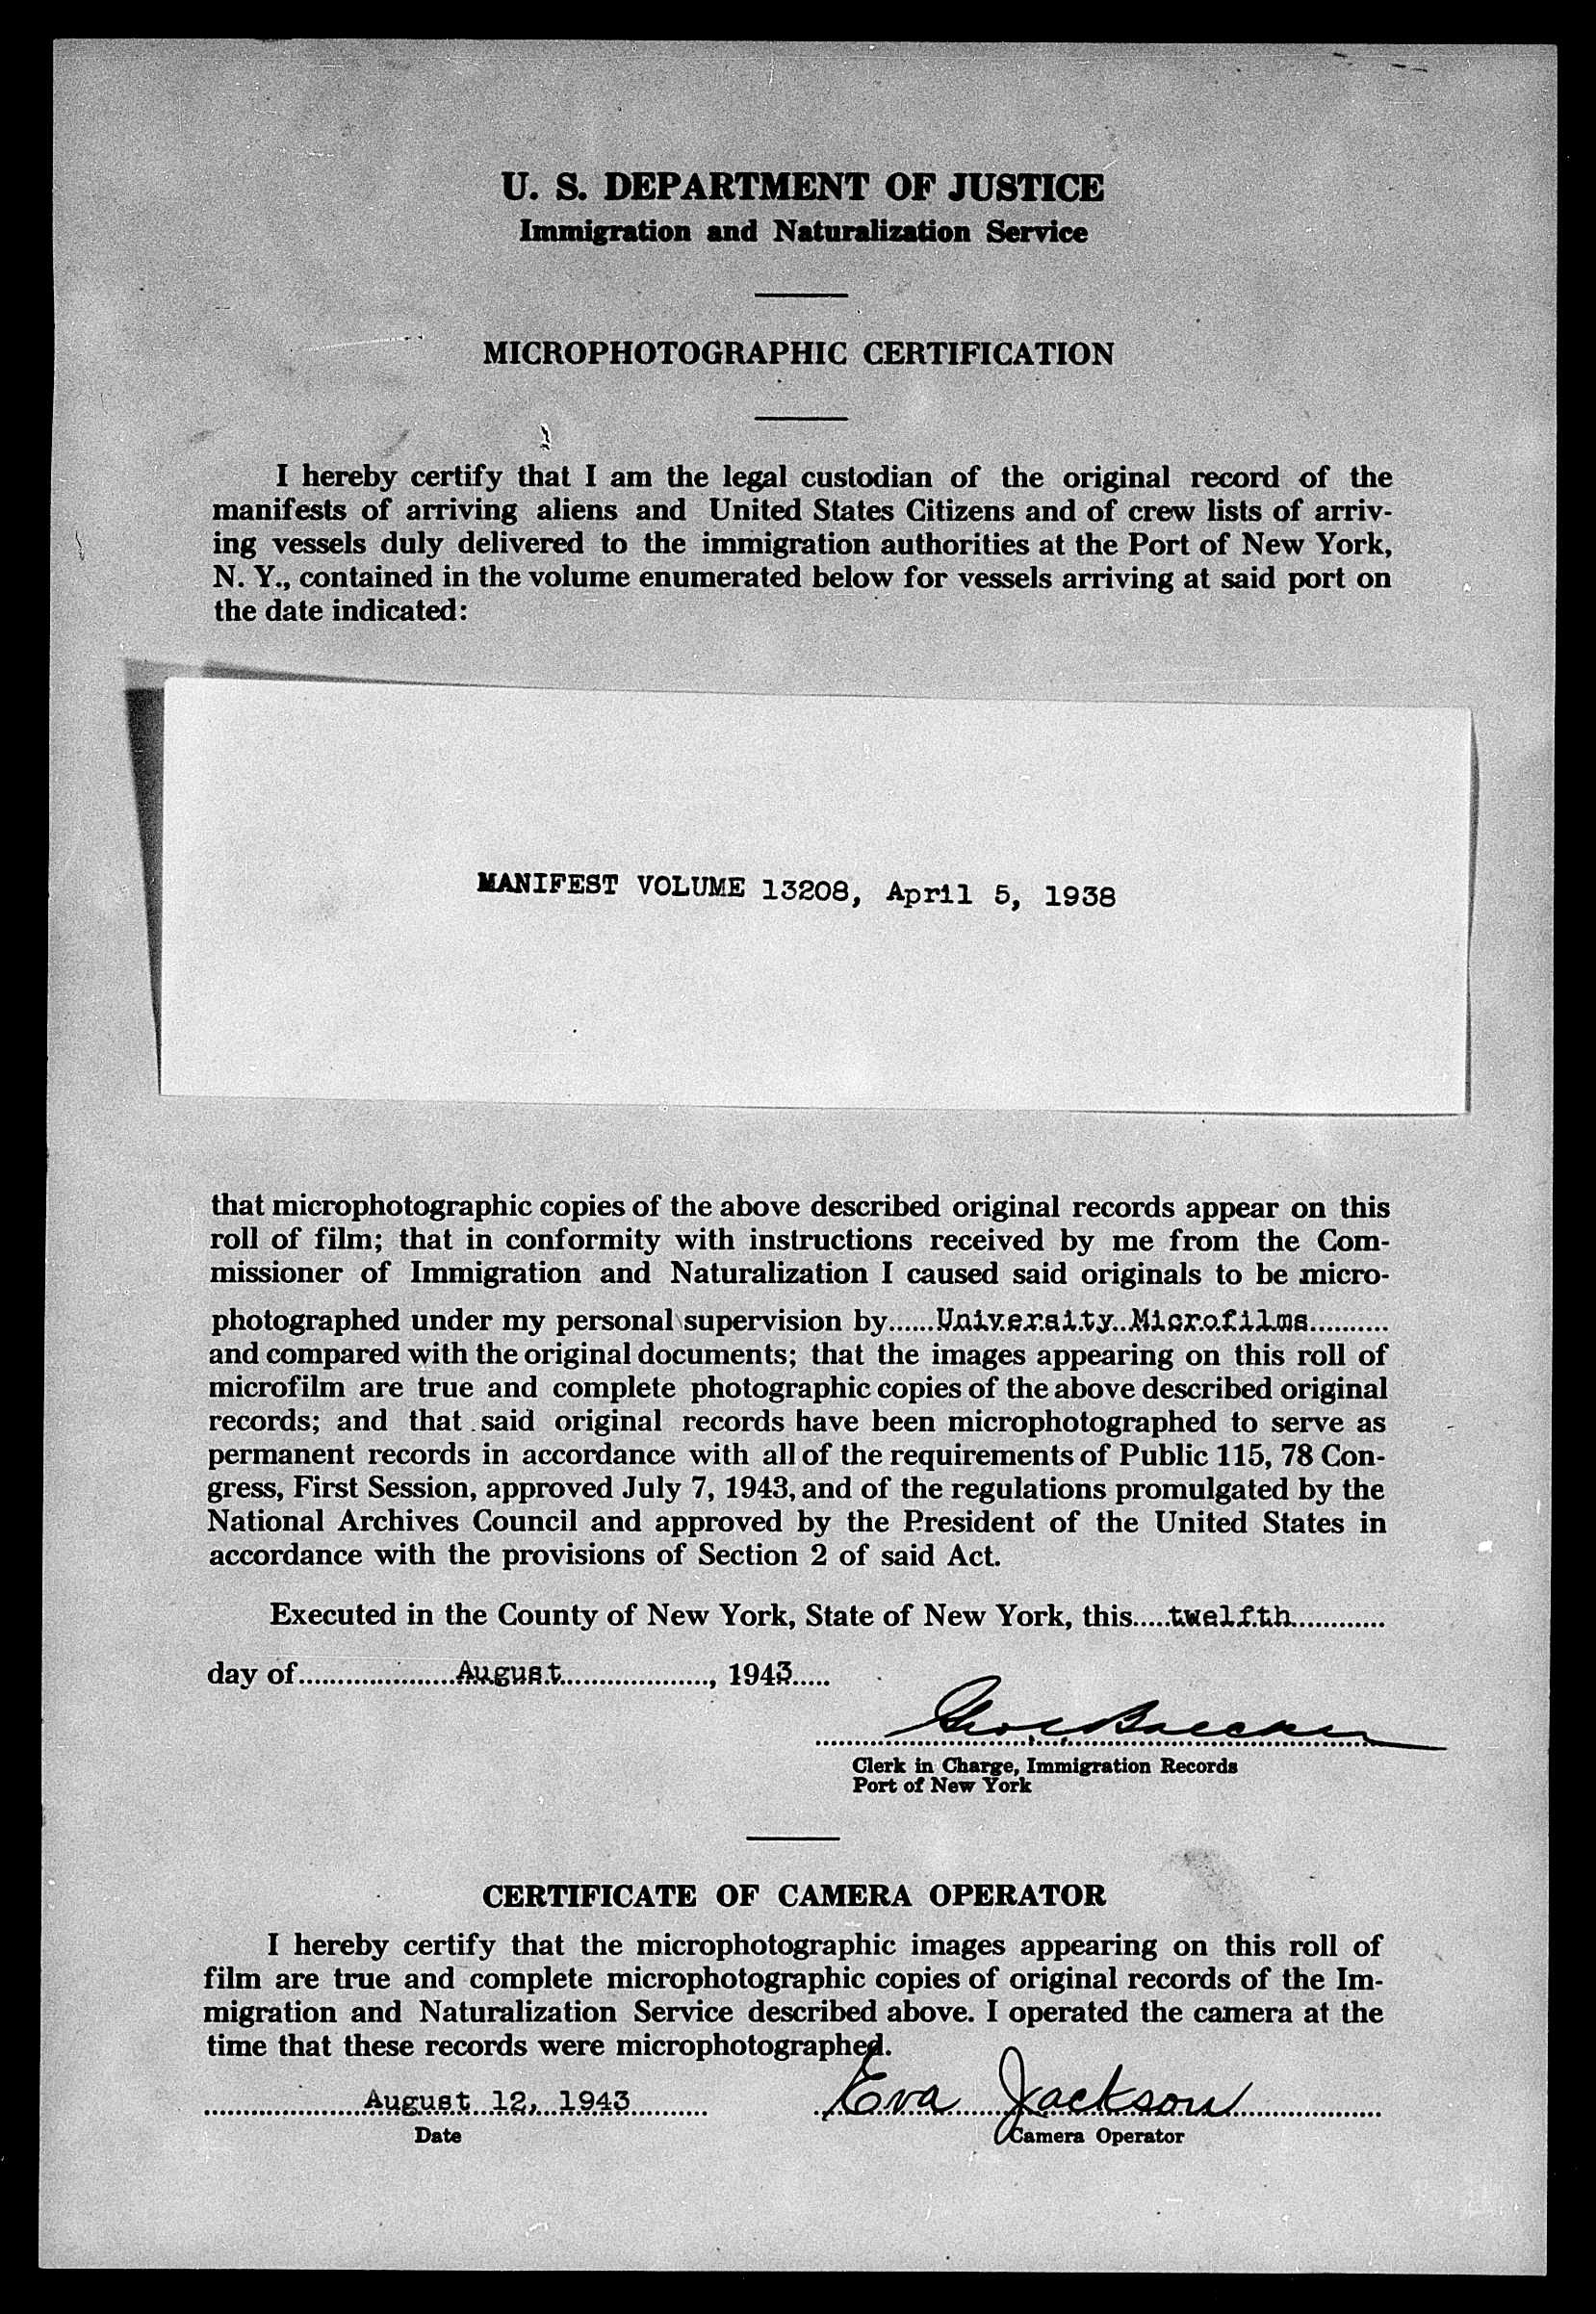 U. S. DEPARTMENT OF JUSTICE
Immigration and Naturalization Service
MICROPHOTOGRAPHIC CERTIFICATION
I hereby certify that I am the legal custodian of the original record of the
manifests of arriving aliens and United States Citizens and of crew lists of arriv-
ing vessels duly delivered to the immigration authorities at the Port of New York,
N. Y., contained in the volume enumerated below for vessels arriving at said port on
the date indicated:
MANIFEST VOLUME 13208, April 5, 1938
that microphotographic copies of the above described original records appear on this
roll of film; that in conformity with instructions received by me from the Com-
missioner of Immigration and Naturalization I caused said originals to be micro-
photographed under my personal supervision by......University Microfilms..........
and compared with the original documents; that the images appearing on this roll of
microfilm are true and complete photographic copies of the above described original
records; and that said original records have been microphotographed to serve as
permanent records in accordance with all of the requirements of Public 115, 78 Con-
gress, First Session, approved July 7, 1943, and of the regulations promulgated by the
National Archives Council and approved by the President of the United States in
accordance with the provisions of Section 2 of said Act.
Executed in the County of New York, State of New York, this.....twelfth............
day of.....................August...................., 1943.....
Clerk in Charge, Immigration Records
Port of New York
CERTIFICATE OF CAMERA OPERATOR
I hereby certify that the microphotographic images appearing on this roll of
film are true and complete microphotographic copies of original records of the Im-
migration and Naturalization Service described above. I operated the camera at the
time that these records were microphotographed.
August 12, 1943 Eva Jackson
Date Camera Operator